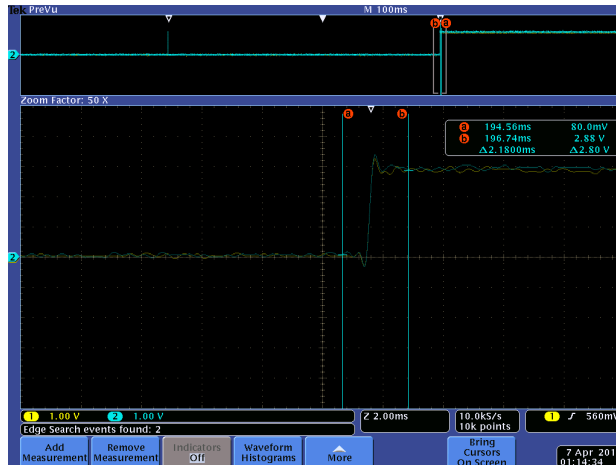 Tek PreVu M 100ms
b a
2
Zoom Factor: 50 X
a b
a 194.56ms 80.0mV
b 196.74ms 2.88 V
Δ2.1800ms Δ2.80 V
2
1 1.00 V 2 1.00 V Z 2.00ms 10.0kS/s 1 560mV
10k points
Edge Search events found: 2
Add Measurement
Remove Measurement
Indicators Off
Waveform Histograms
More
Bring Cursors On Screen
7 Apr 201
01:14:34